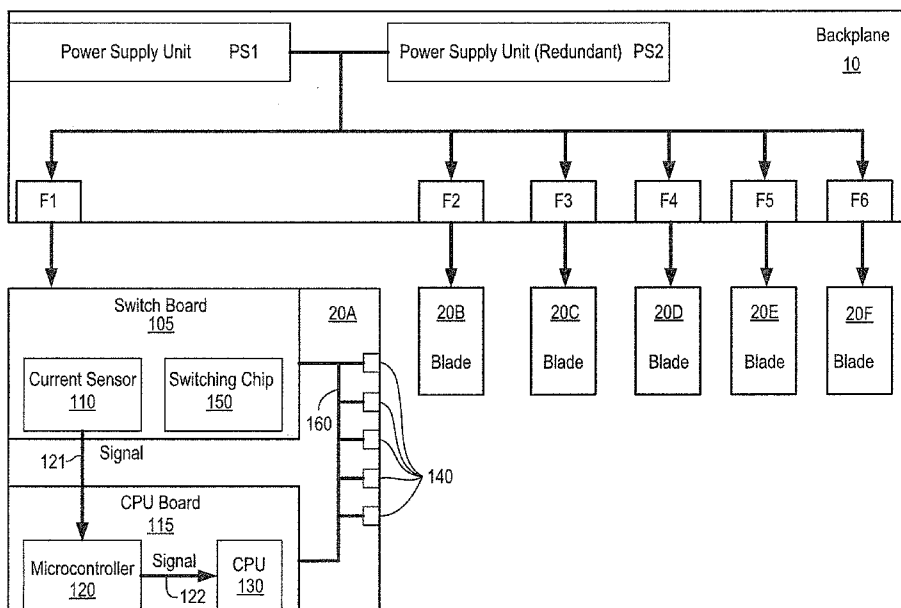 Power Supply Unit PS1
Power Supply Unit (Redundant) PS2
Backplane
10
F1
F2
F3
F4
F5
F6
Switch Board
105
20A
20B
Blade
20C
Blade
20D
Blade
20E
Blade
20F
Blade
Current Sensor
110
Switching Chip
150
160
121
Signal
140
CPU Board
115
Microcontroller
120
Signal
122
CPU
130